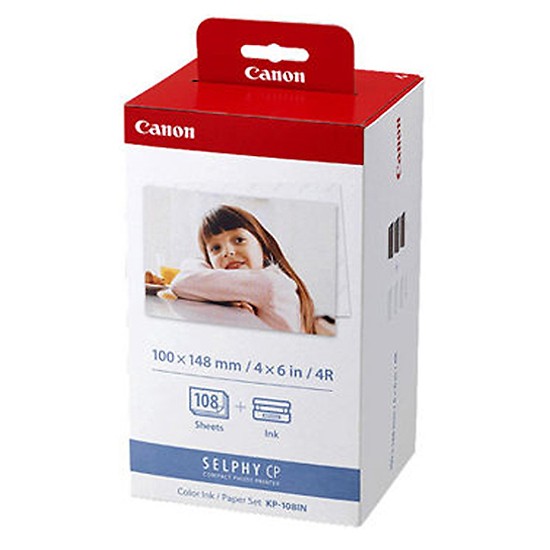 Canon
Canon
Canon
100 x 148 mm / 4 x 6 in / 4R
108
Sheets
+
Ink
SELPHY CP
COMPACT PHOTO PRINTER
Color Ink / Paper Set KP-108IN